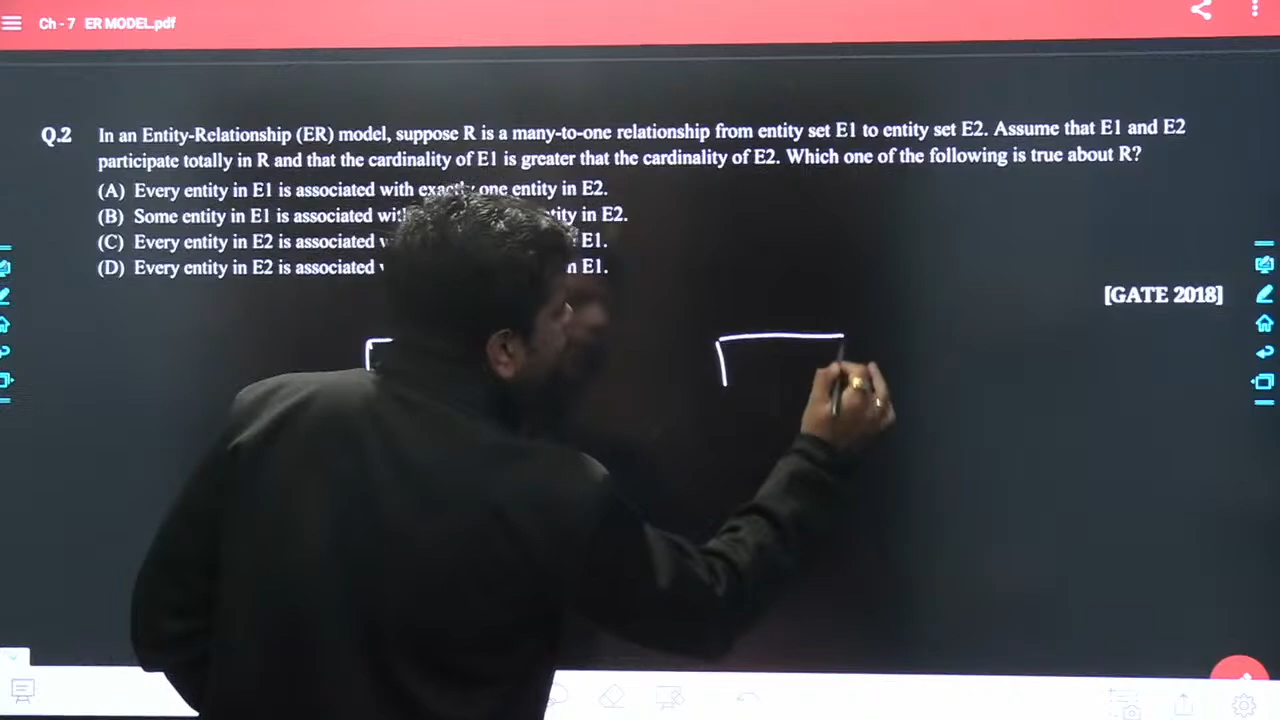 Ch - 7 ER MODEL.pdf
Q.2 In an Entity-Relationship (ER) model, suppose R is a many-to-one relationship from entity set E1 to entity set E2. Assume that E1 and E2
participate totally in R and that the cardinality of E1 is greater that the cardinality of E2. Which one of the following is true about R?
(A) Every entity in E1 is associated with exactly one entity in E2.
(B) Some entity in E1 is associated in E2.
(C) Every entity in E2 is associated E1.
(D) Every entity in E2 is associated E1.
[GATE 2018]